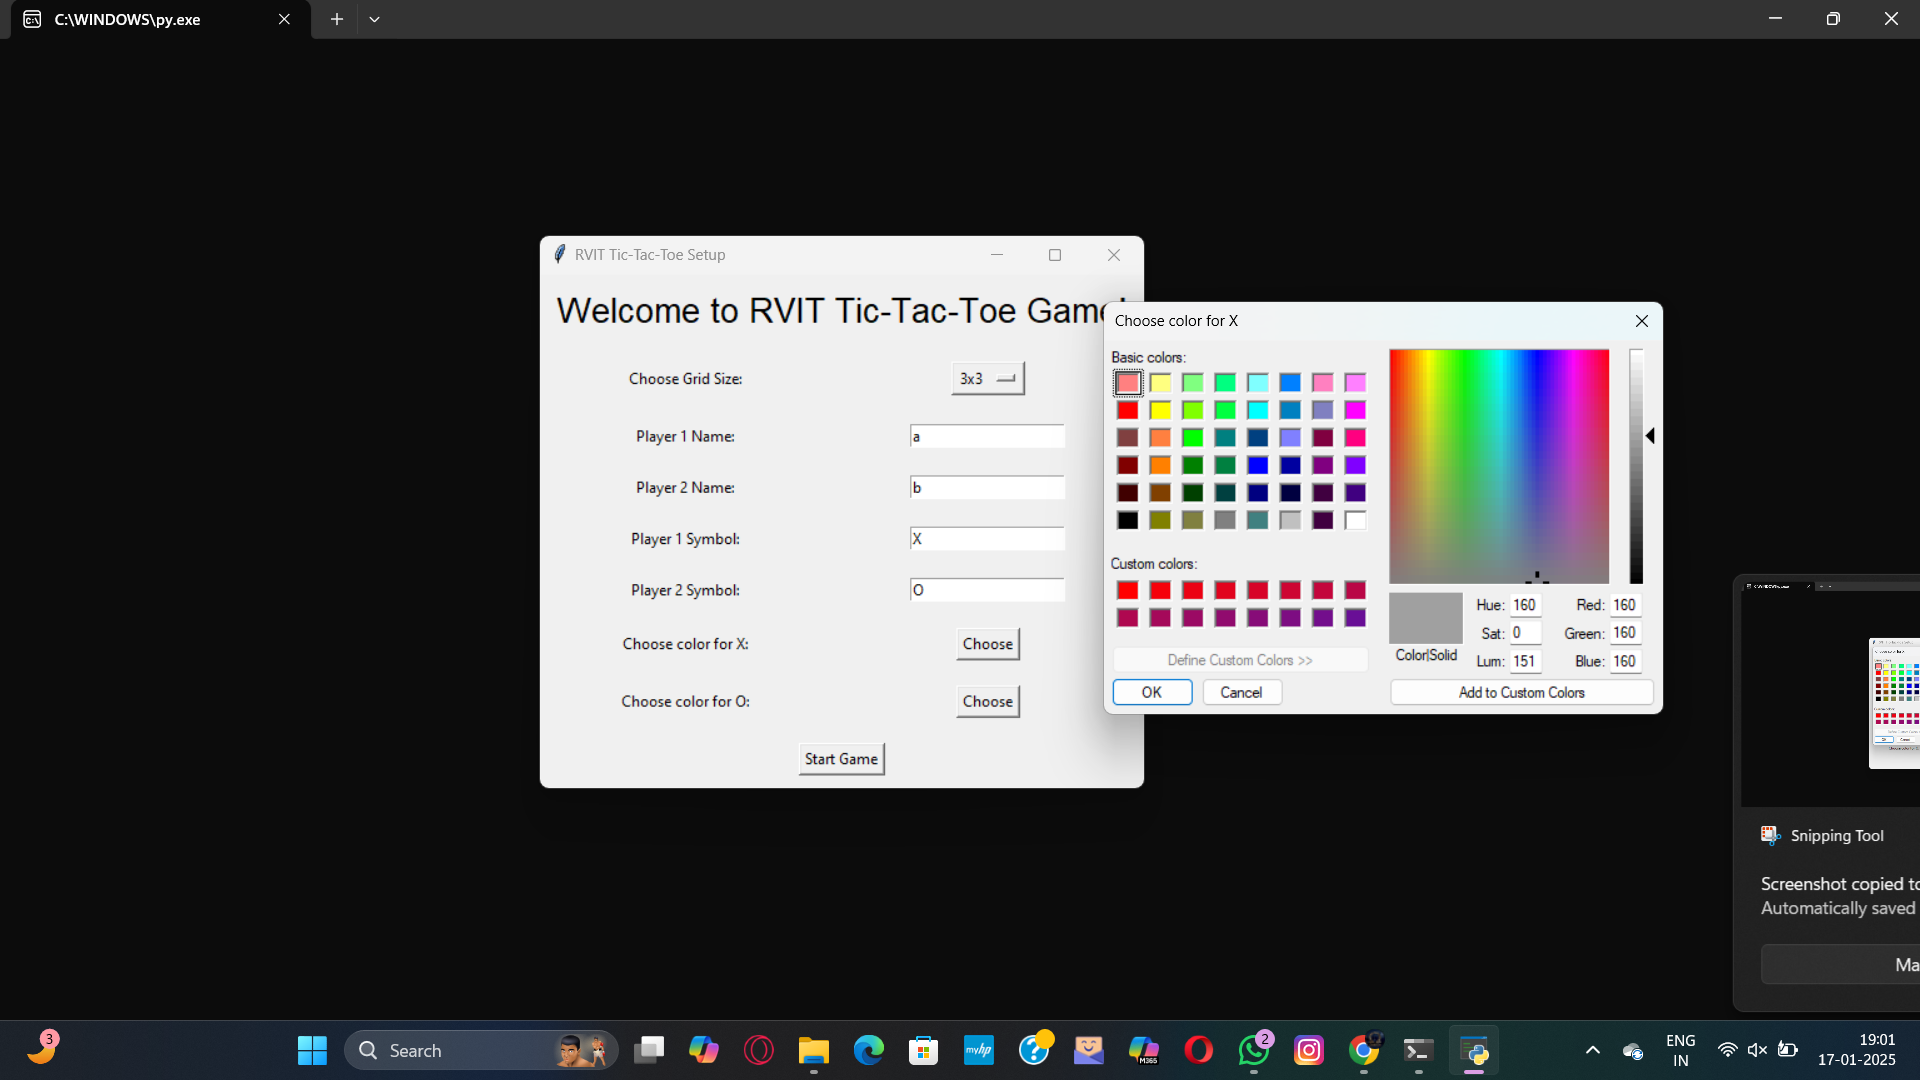 C:\WINDOWS\py.exe
RVIT Tic-Tac-Toe Setup
Welcome to RVIT Tic-Tac-Toe Game!
Choose Grid Size:
3x3
Player 1 Name:
a
Player 2 Name:
b
Player 1 Symbol:
X
Player 2 Symbol:
O
Choose color for X:
Choose
Choose color for O:
Choose
Start Game
Choose color for X
Basic colors:
Custom colors:
Define Custom Colors >>
OK
Cancel
Color|Solid
Hue: 160
Sat: 0
Lum: 151
Red: 160
Green: 160
Blue: 160
Add to Custom Colors
Snipping Tool
Screenshot copied to
Automatically saved
Ma
3
Search
myhp
M365
2
ENG
IN
19:01
17-01-2025